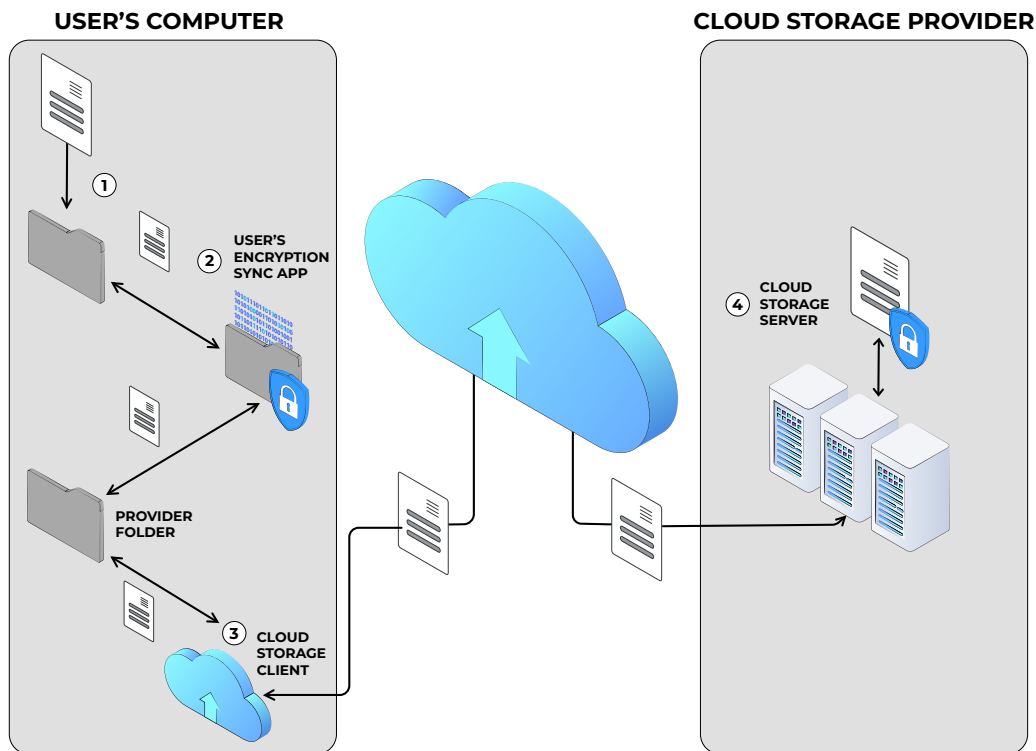 USER'S COMPUTER
CLOUD STORAGE PROVIDER
1
2
USER'S
ENCRYPTION
SYNC APP
4
CLOUD
STORAGE
SERVER
PROVIDER
FOLDER
3
CLOUD
STORAGE
CLIENT